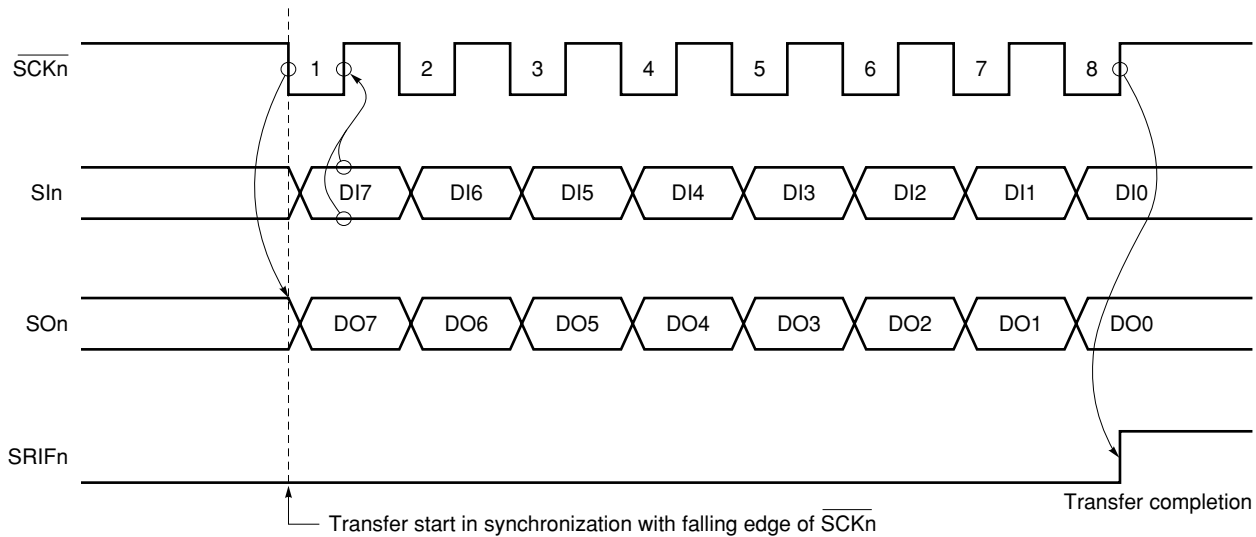 SCKn 1 2 3 4 5 6 7 8
SIn DI7 DI6 DI5 DI4 DI3 DI2 DI1 DI0
SOn DO7 DO6 DO5 DO4 DO3 DO2 DO1 DO0
SRIFn
Transfer completion
Transfer start in synchronization with falling edge of SCKn